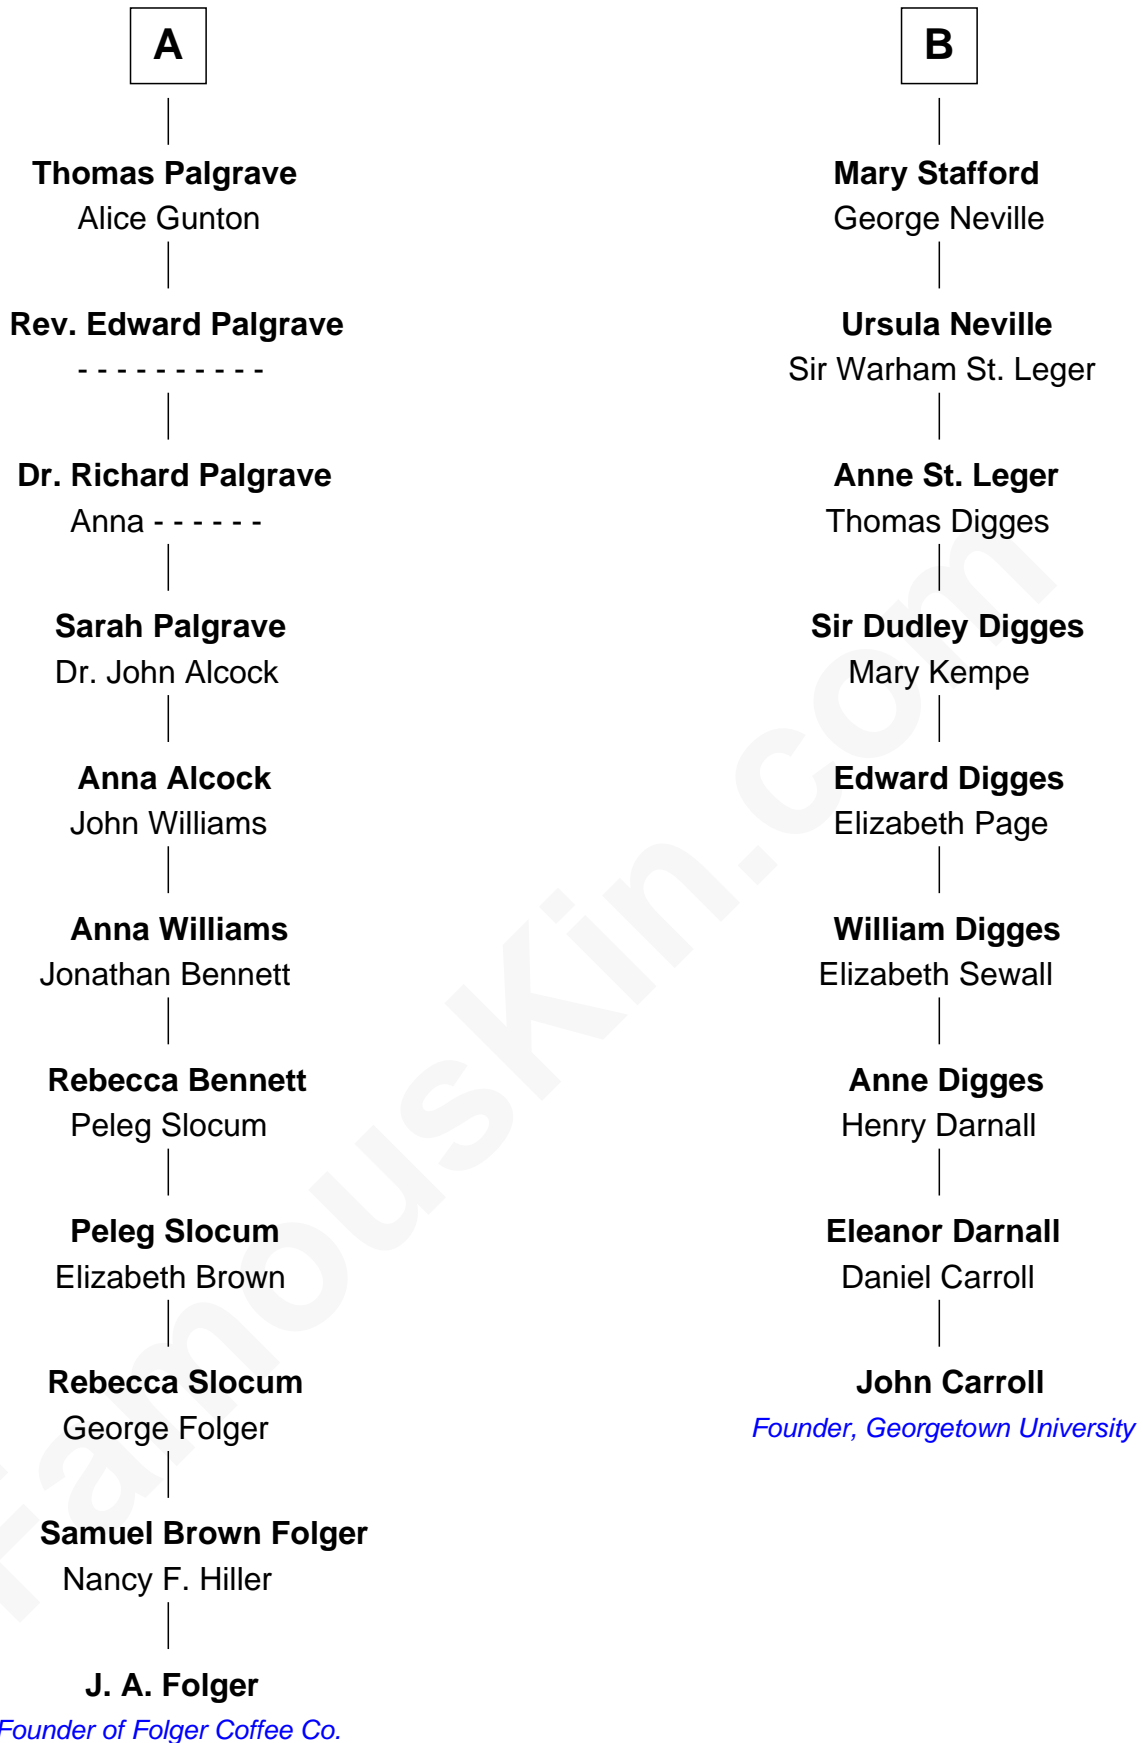 A
Thomas Palgrave
Alice Gunton
Rev. Edward Palgrave
- - - - - - - - - -
Dr. Richard Palgrave
Anna - - - - - -
Sarah Palgrave
Dr. John Alcock
Anna Alcock
John Williams
Anna Williams
Jonathan Bennett
Rebecca Bennett
Peleg Slocum
Peleg Slocum
Elizabeth Brown
Rebecca Slocum
George Folger
Samuel Brown Folger
Nancy F. Hiller
J. A. Folger
Founder of Folger Coffee Co.
B
Mary Stafford
George Neville
Ursula Neville
Sir Warham St. Leger
Anne St. Leger
Thomas Digges
Sir Dudley Digges
Mary Kempe
Edward Digges
Elizabeth Page
William Digges
Elizabeth Sewall
Anne Digges
Henry Darnall
Eleanor Darnall
Daniel Carroll
John Carroll
Founder, Georgetown University
FamousKin.com